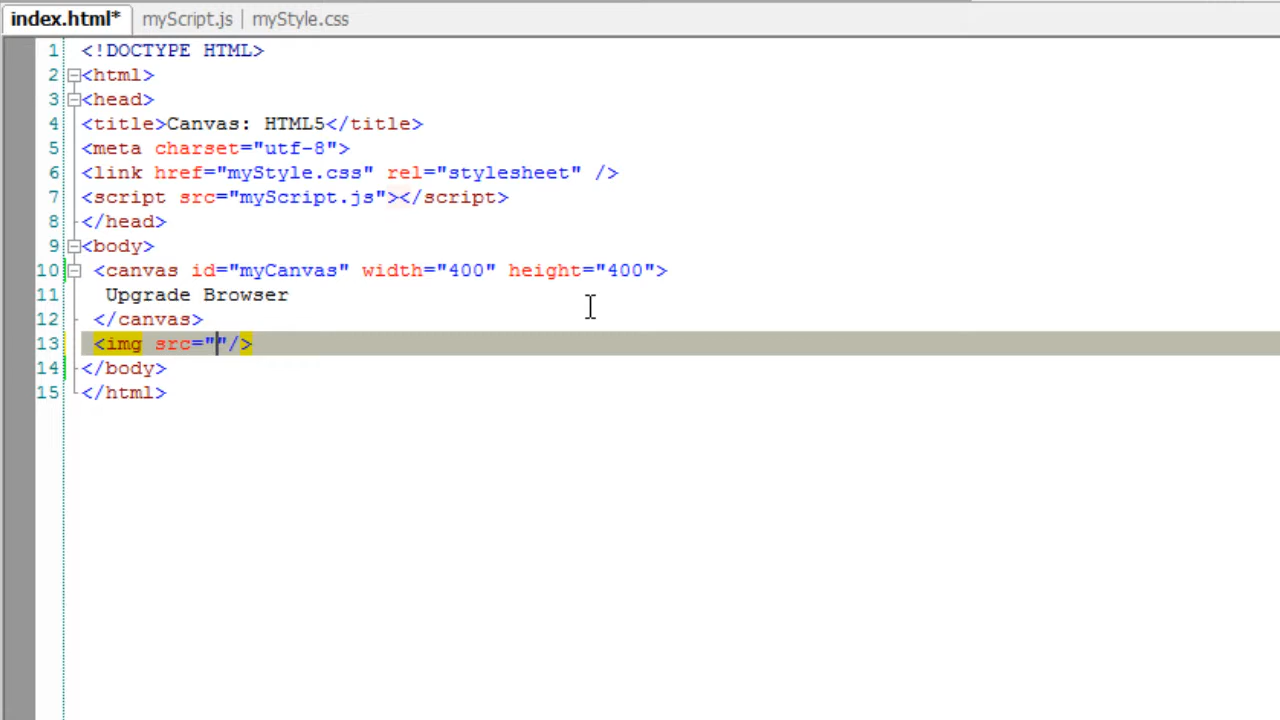 index.html* myScript.js myStyle.css
1 <!DOCTYPE HTML>
2 <html>
3 <head>
4 <title>Canvas: HTML5</title>
5 <meta charset="utf-8">
6 <link href="myStyle.css" rel="stylesheet" />
7 <script src="myScript.js"></script>
8 </head>
9 <body>
10 <canvas id="myCanvas" width="400" height="400">
11 Upgrade Browser
12 </canvas>
13 <img src=""/>
14 </body>
15 </html>